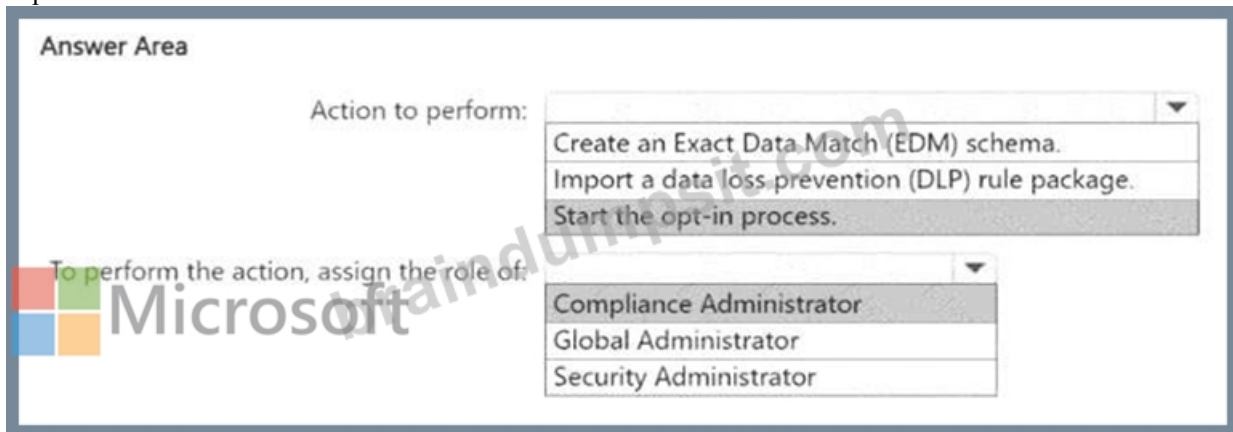 Answer Area
Action to perform:
Create an Exact Data Match (EDM) schema.
Import a data loss prevention (DLP) rule package.
Start the opt-in process.
To perform the action, assign the role of:
Compliance Administrator
Global Administrator
Security Administrator
Microsoft
braindumpsit.com